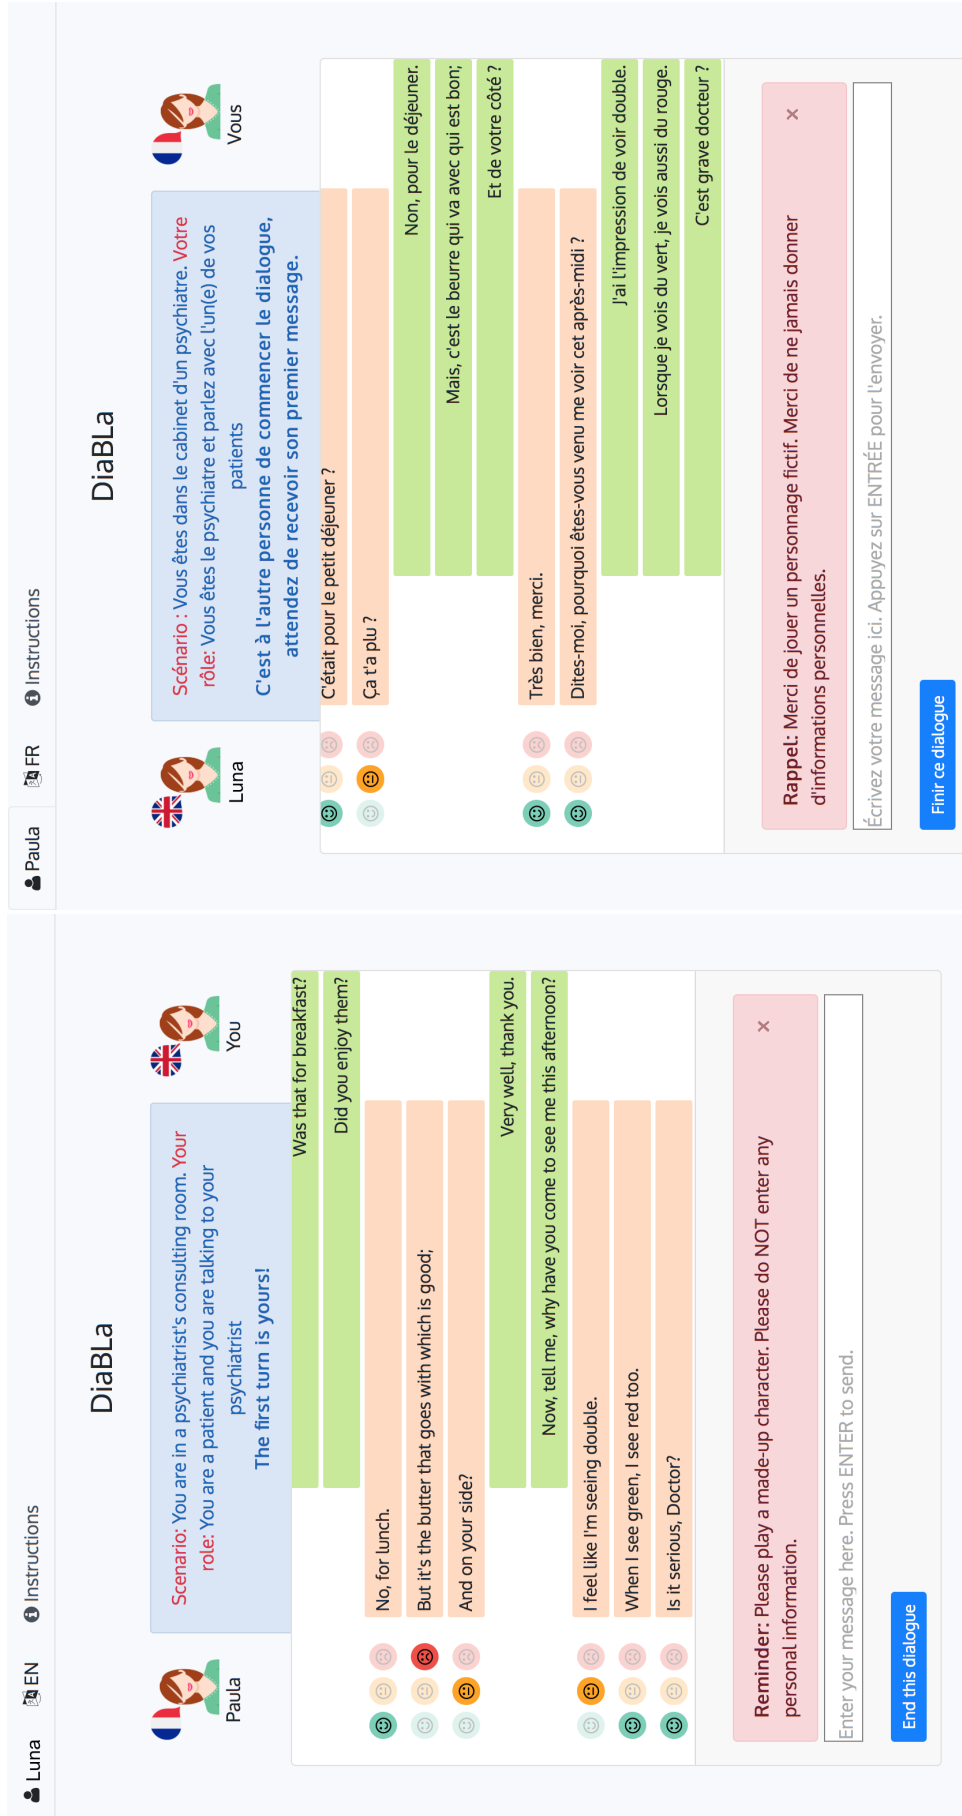 Luna
EN
Instructions
DiaBLa
Paula
You
Scenario: You are in a psychiatrist's consulting room. Your
role: You are a patient and you are talking to your
psychiatrist
The first turn is yours!
Was that for breakfast?
Did you enjoy them?
No, for lunch.
But it's the butter that goes with which is good;
And on your side?
Very well, thank you.
Now, tell me, why have you come to see me this afternoon?
I feel like I'm seeing double.
When I see green, I see red too.
Is it serious, Doctor?
Reminder: Please play a made-up character. Please do NOT enter any
personal information.
×
Enter your message here. Press ENTER to send.
End this dialogue
Paula
FR
Instructions
DiaBLa
Luna
Vous
Scénario : Vous êtes dans le cabinet d'un psychiatre. Votre
rôle: Vous êtes le psychiatre et parlez avec l'un(e) de vos
patients
C'est à l'autre personne de commencer le dialogue,
attendez de recevoir son premier message.
C'était pour le petit déjeuner ?
Ça t'a plu ?
Non, pour le déjeuner.
Mais, c'est le beurre qui va avec qui est bon;
Et de votre côté ?
Très bien, merci.
Dites-moi, pourquoi êtes-vous venu me voir cet après-midi ?
J'ai l'impression de voir double.
Lorsque je vois du vert, je vois aussi du rouge.
C'est grave docteur ?
Rappel: Merci de jouer un personnage fictif. Merci de ne jamais donner
d'informations personnelles.
×
Écrivez votre message ici. Appuyez sur ENTRÉE pour l'envoyer.
Finir ce dialogue